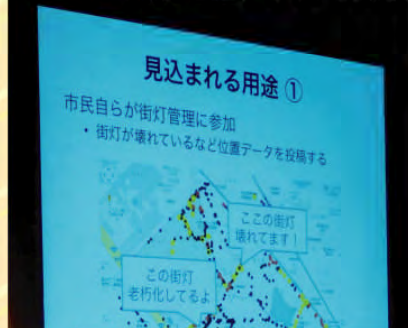 見込まれる用途 ①
市民自らが街灯管理に参加
• 街灯が壊れているなど位置データを投稿する
ここの街灯
壊れてます！
この街灯
老朽化してるよ